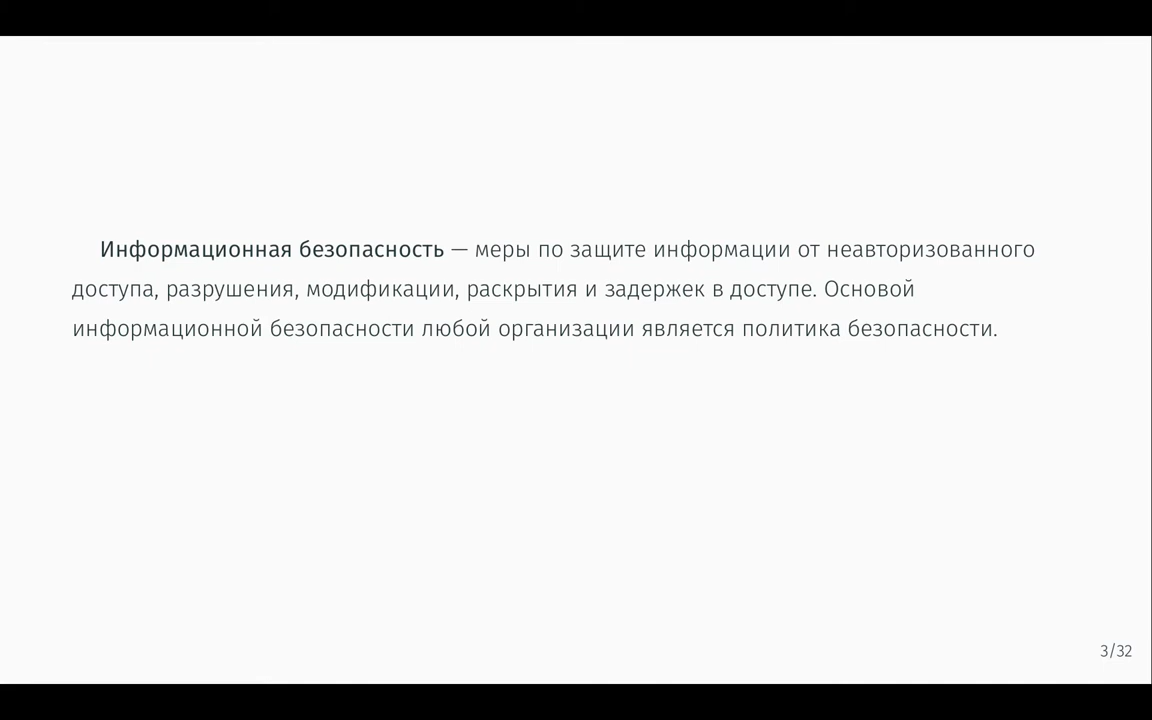 Информационная безопасность — меры по защите информации от неавторизованного
доступа, разрушения, модификации, раскрытия и задержек в доступе. Основой
информационной безопасности любой организации является политика безопасности.
3/32